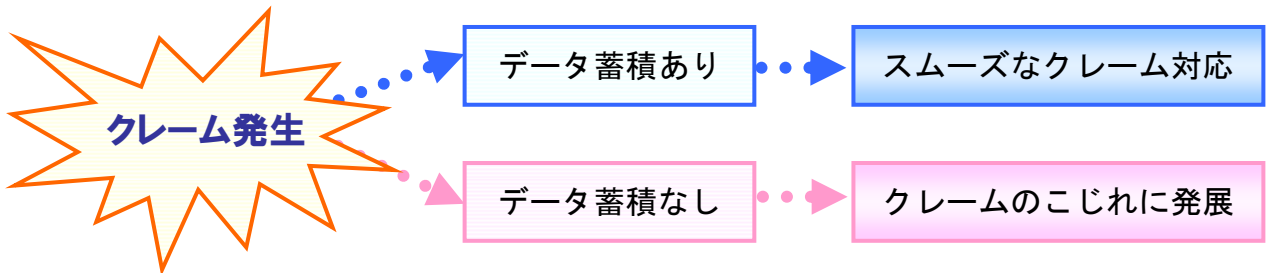 クレーム発生
データ蓄積あり
スムーズなクレーム対応
データ蓄積なし
クレームのこじれに発展